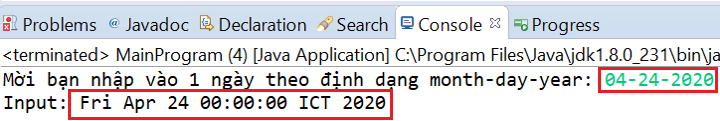 Problems @ Javadoc Declaration Search Console Progress
<terminated> MainProgram (4) [Java Application] C:\Program Files\Java\jdk1.8.0_231\bin\ja
Mời bạn nhập vào 1 ngày theo định dạng month-day-year: 04-24-2020
Input: Fri Apr 24 00:00:00 ICT 2020